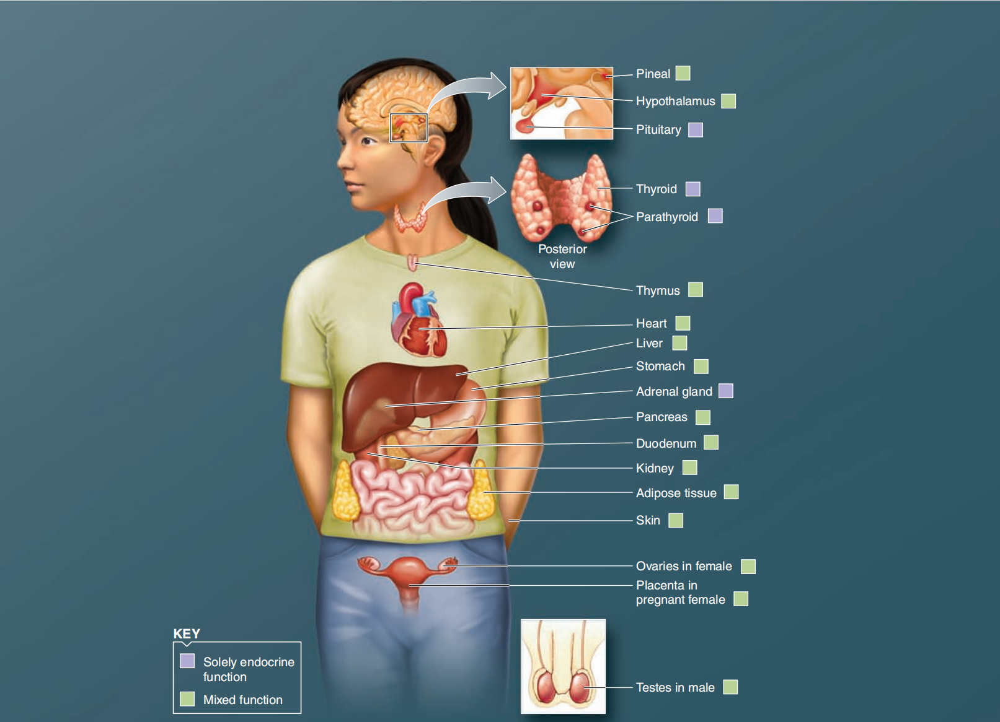 Pineal
Hypothalamus
Pituitary
Thyroid
Parathyroid
Posterior
view
Thymus
Heart
Liver
Stomach
Adrenal gland
Pancreas
Duodenum
Kidney
Adipose tissue
Skin
Ovaries in female
Placenta in
pregnant female
KEY
Solely endocrine
function
Mixed function
Testes in male